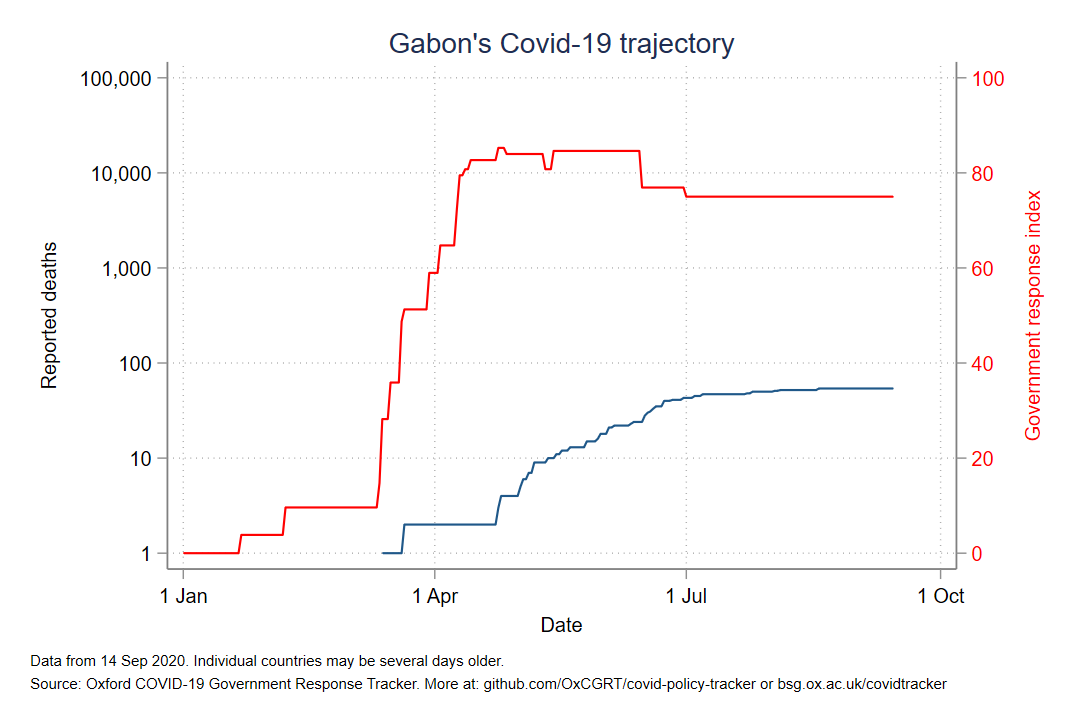 Gabon's Covid-19 trajectory
100,000
10,000
1,000
100
10
1
Reported deaths
100
80
60
40
20
0
Government response index
1 Jan
1 Apr
1 Jul
1 Oct
Date
Data from 14 Sep 2020. Individual countries may be several days older.
Source: Oxford COVID-19 Government Response Tracker. More at: github.com/OxCGRT/covid-policy-tracker or bsg.ox.ac.uk/covidtracker